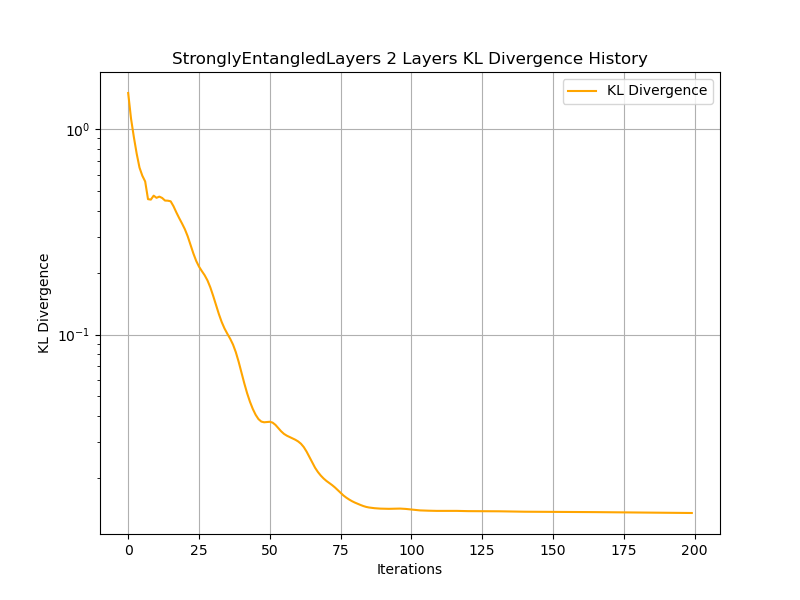 StronglyEntangledLayers 2 Layers KL Divergence History
KL Divergence
10⁰
10⁻¹
KL Divergence
0 25 50 75 100 125 150 175 200
Iterations